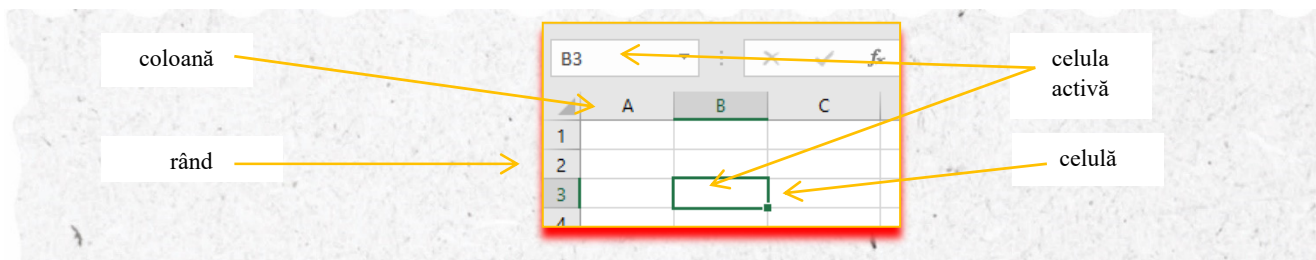 coloană
rând
B3
fx
A B C
1
2
3
4
celula
activă
celulă